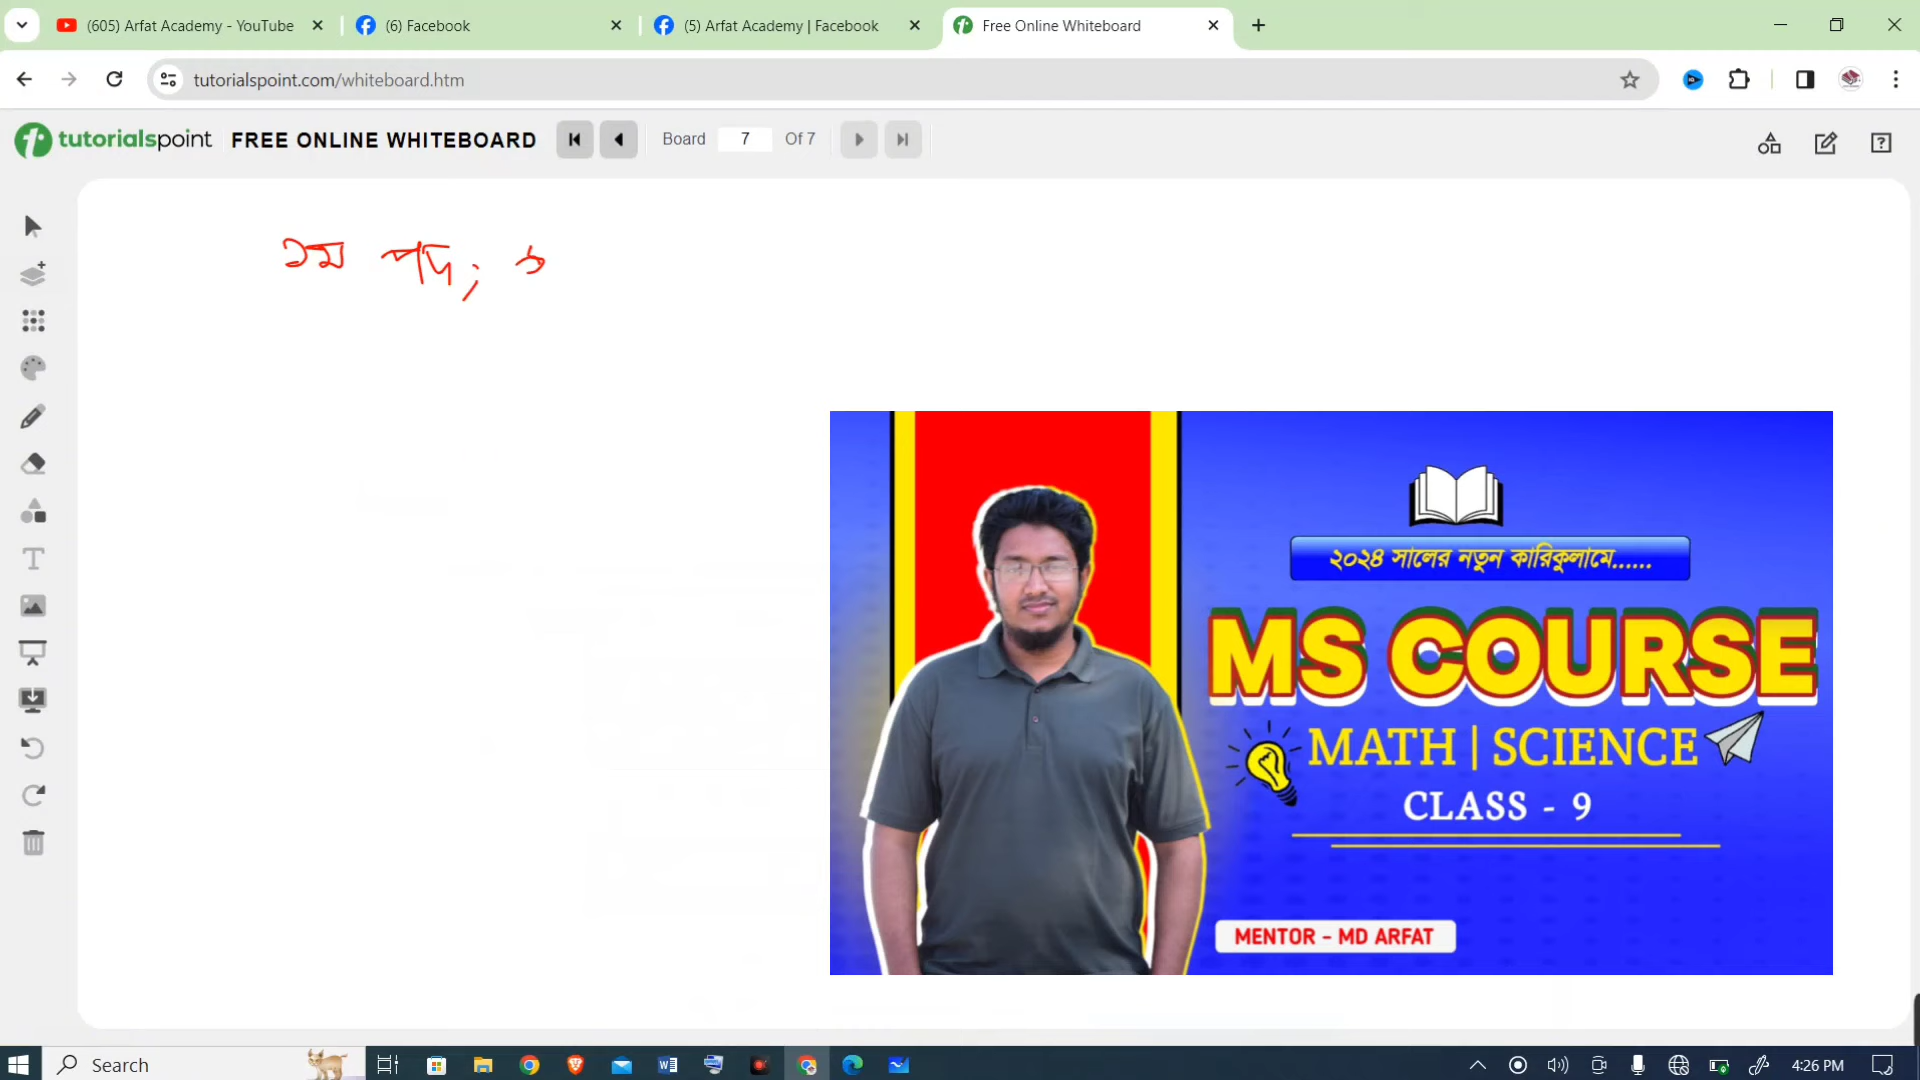 (605) Arfat Academy - YouTube
(6) Facebook
(5) Arfat Academy | Facebook
Free Online Whiteboard
tutorialspoint.com/whiteboard.htm
tutorialspoint
FREE ONLINE WHITEBOARD
Board 7 Of 7
১ম পদ;
২০২৪ সালের নতুন কারিকুলামে......
MS COURSE
MATH | SCIENCE
CLASS - 9
MENTOR - MD ARFAT
Search
4:26 PM